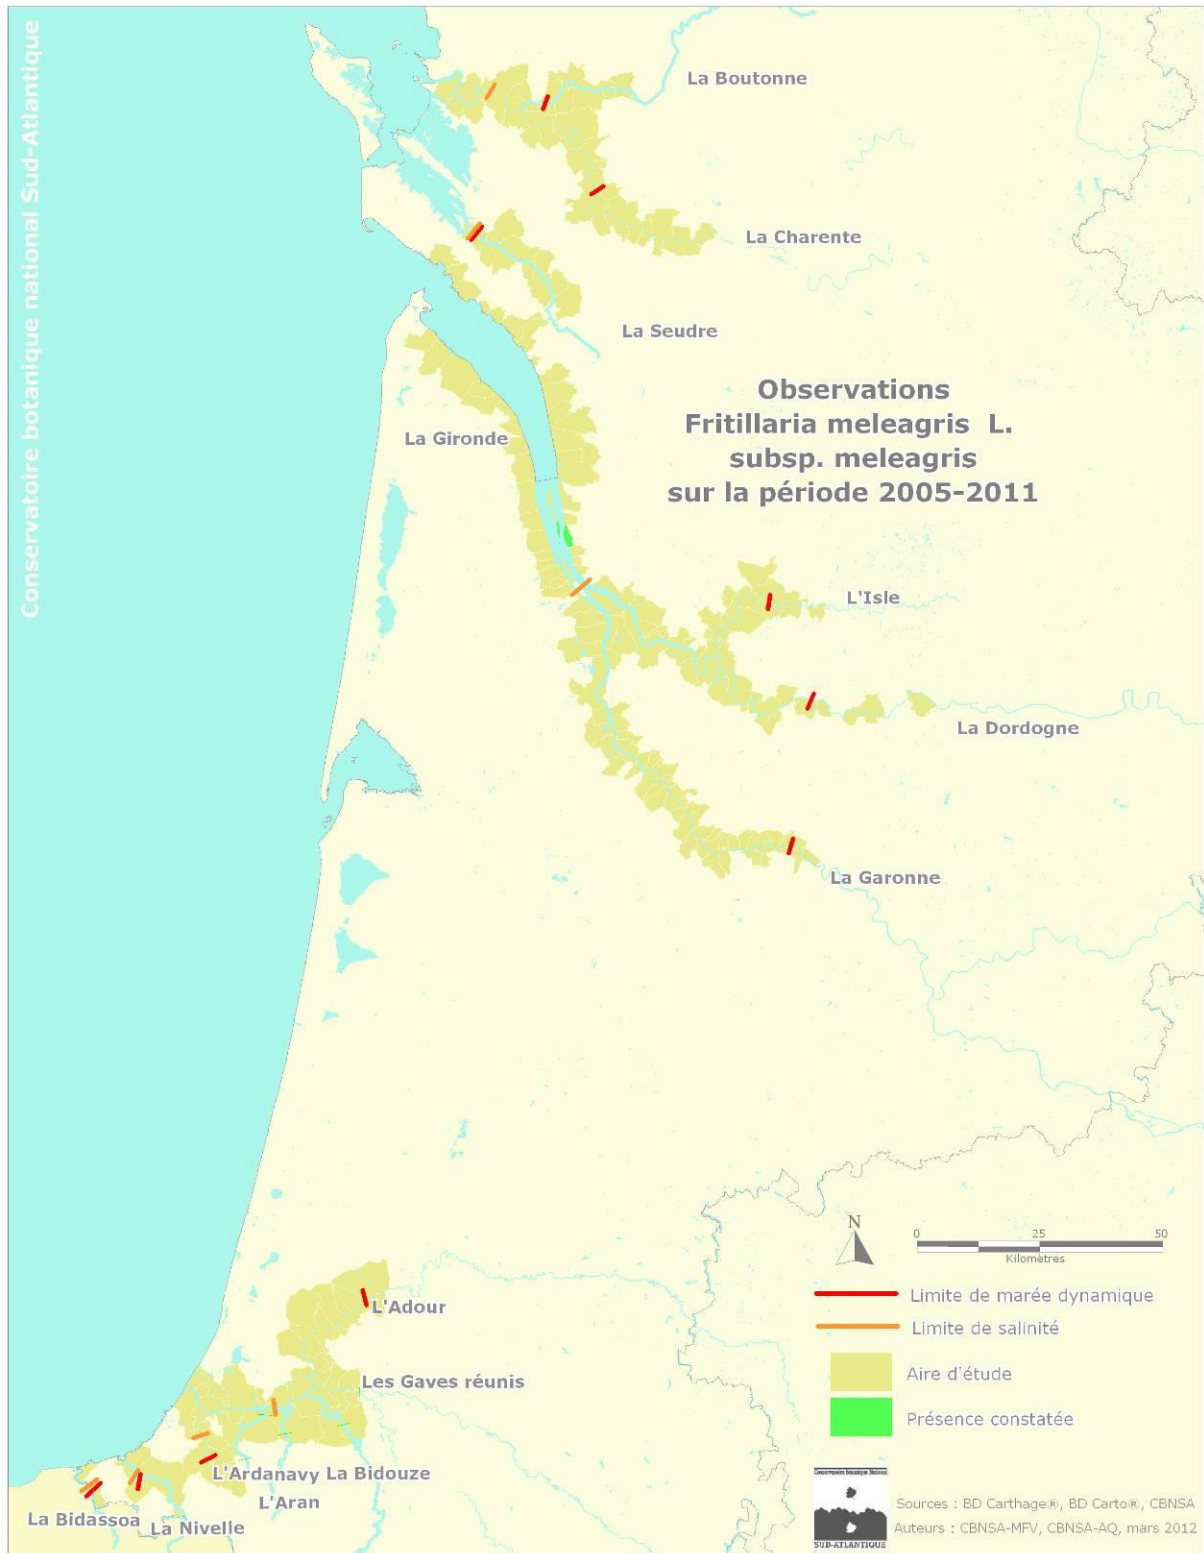 Conservatoire botanique national Sud-Atlantique
La Boutonne
La Charente
La Seudre
Observations
Fritillaria meleagris L.
subsp. meleagris
sur la période 2005-2011
La Gironde
L'Isle
La Dordogne
La Garonne
N
0 25 50
Kilomètres
Limite de marée dynamique
Limite de salinité
Aire d'étude
Présence constatée
L'Adour
Les Gaves réunis
L'Ardanavy La Bidouze
L'Aran
La Bidassoa La Nivelle
Conservatoire Botanique National
SUD-ATLANTIQUE
Sources : BD Carthage®, BD Carto®, CBNSA
Auteurs : CBNSA-MFV, CBNSA-AQ, mars 2012